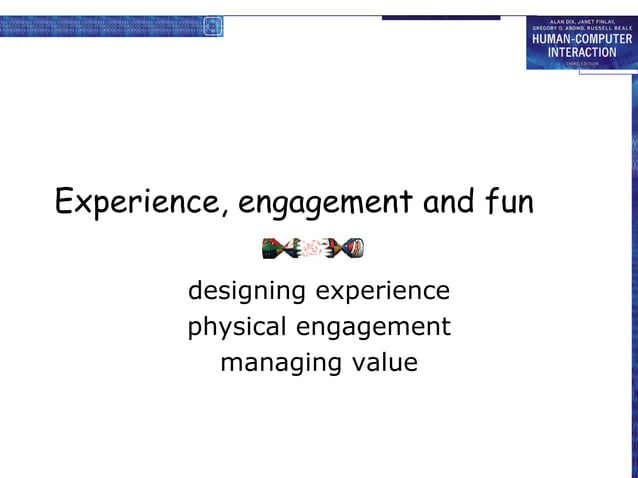 ALAN DIX, JANET FINLAY,
GREGORY D. ABOWD, RUSSELL BEALE
HUMAN-COMPUTER
INTERACTION
THIRD EDITION
Experience, engagement and fun
designing experience
physical engagement
managing value